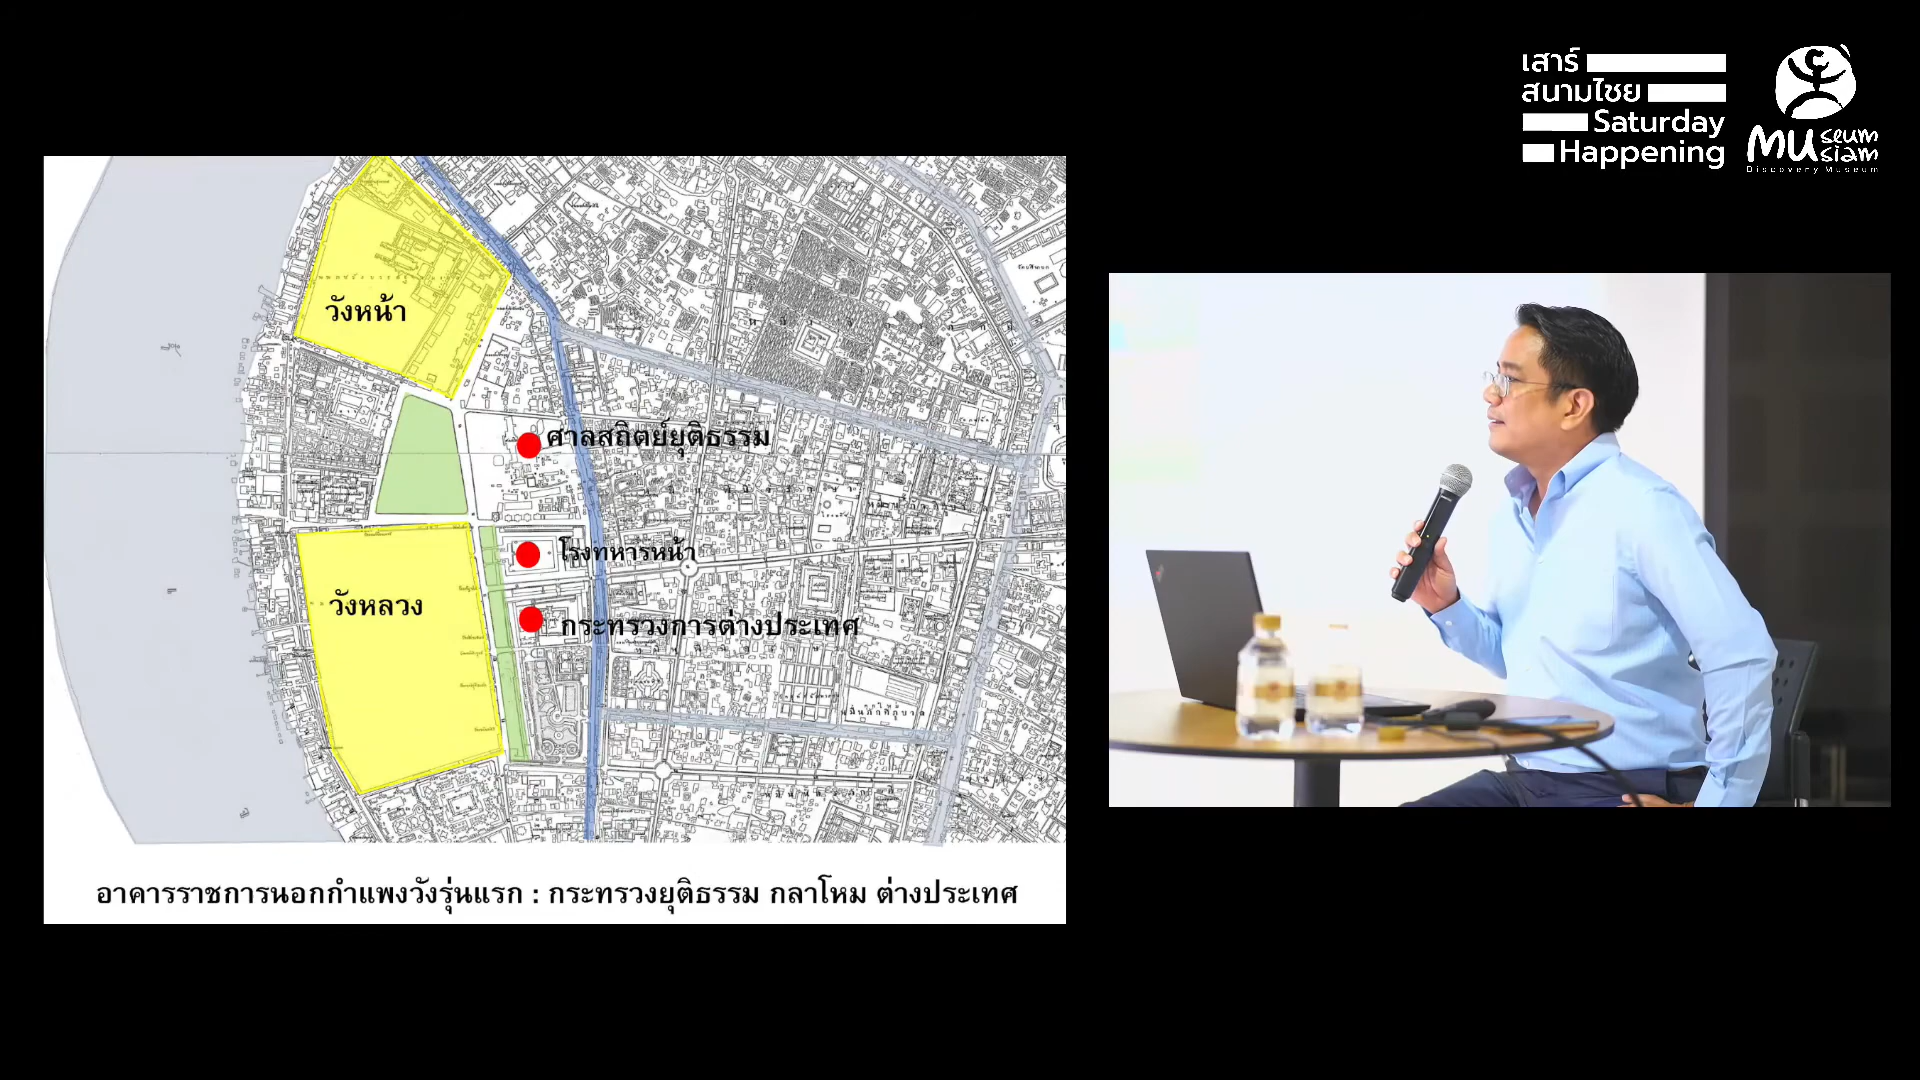 เสาร์
สนามไชย
Saturday
Happening
MUseum
siam
Discovery Museum
วังหน้า
ศาลสถิตย์ยุติธรรม
โรงทหารหน้า
วังหลวง
กระทรวงการต่างประเทศ
อาคารราชการนอกกำแพงวังรุ่นแรก : กระทรวงยุติธรรม กลาโหม ต่างประเทศ